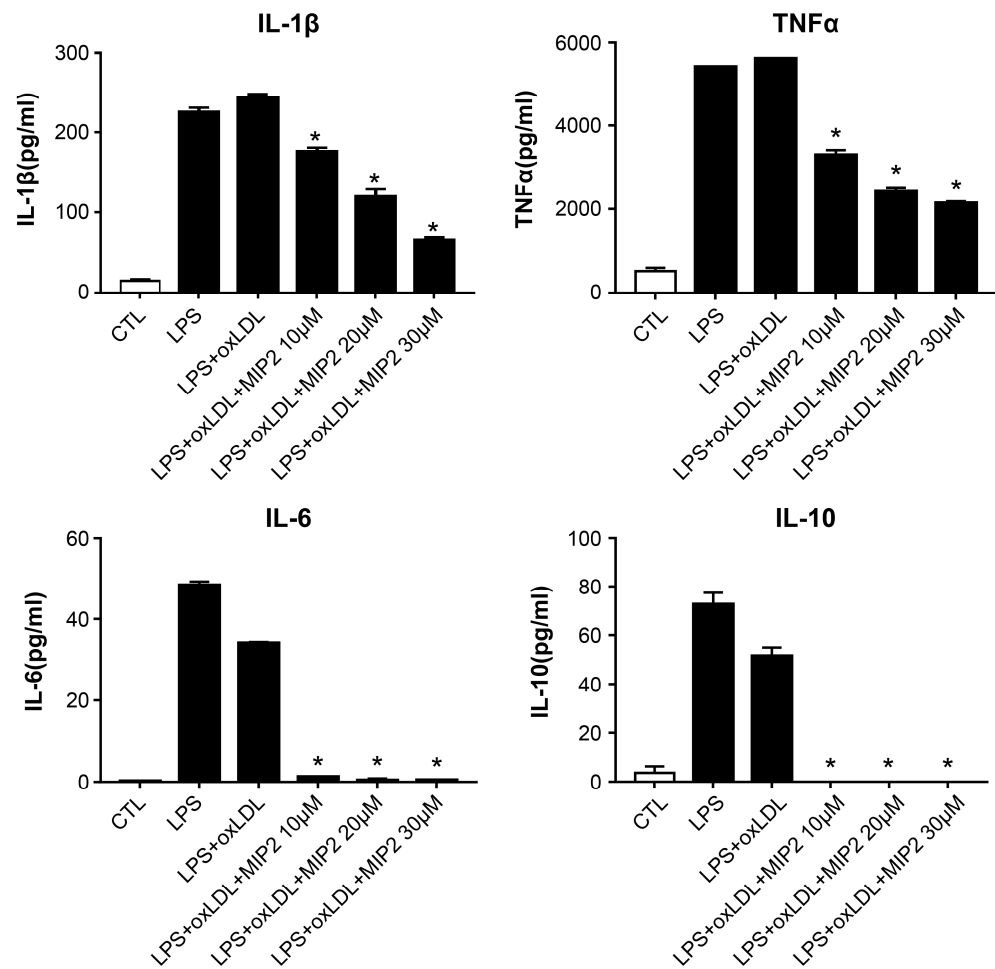 IL-1β
IL-1β(pg/ml)
300
200
100
0
*
*
*
CTL
LPS
LPS+oxLDL
LPS+oxLDL+MIP2 10μM
LPS+oxLDL+MIP2 20μM
LPS+oxLDL+MIP2 30μM
TNFα
TNFα(pg/ml)
6000
4000
2000
0
*
*
*
CTL
LPS
LPS+oxLDL
LPS+oxLDL+MIP2 10μM
LPS+oxLDL+MIP2 20μM
LPS+oxLDL+MIP2 30μM
IL-6
IL-6(pg/ml)
60
40
20
0
*
*
*
CTL
LPS
LPS+oxLDL
LPS+oxLDL+MIP2 10μM
LPS+oxLDL+MIP2 20μM
LPS+oxLDL+MIP2 30μM
IL-10
IL-10(pg/ml)
100
80
60
40
20
0
*
*
*
CTL
LPS
LPS+oxLDL
LPS+oxLDL+MIP2 10μM
LPS+oxLDL+MIP2 20μM
LPS+oxLDL+MIP2 30μM